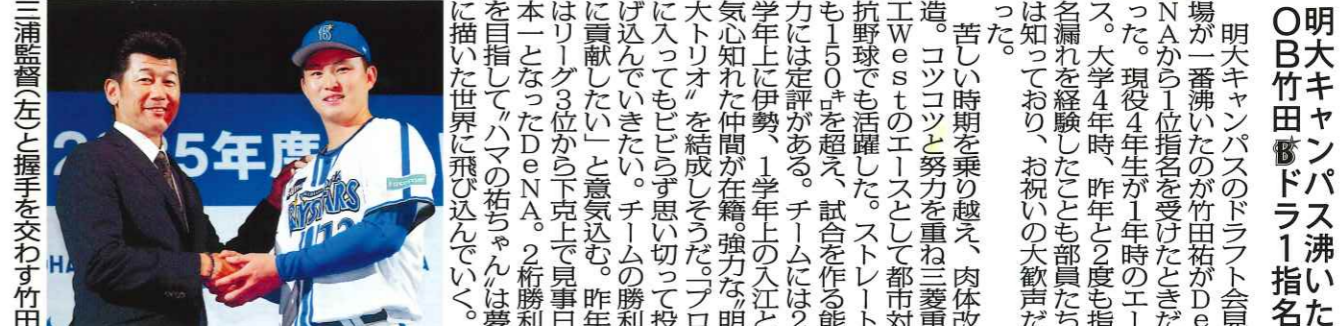 明大キャンパス沸いた
OB竹田Bドラ1指名
明大キャンパスのドラフト会見
場が一番沸いたのが竹田祐がDe
NAから1位指名を受けたときだ
った。現役4年生が1年時のエー
ス。大学4年時、昨年と2度も指
名漏れを経験したことも部員たち
は知っており、お祝いの大歓声だ
った。
苦しい時期を乗り越え、肉体改
造。コツコツと努力を重ね三菱重
工Westのエースとして都市対
抗野球でも活躍した。ストレート
も150㌔を超え、試合を作る能
力には定評がある。チームには2
学年上に伊勢、1学年上の入江と
気心知れた仲間が在籍。強力な〝明
大トリオ〟を結成しそうだ。「プロ
に入ってもビビらず思い切って投
げ込んでいきたい。チームの勝利
に貢献したい」と意気込む。昨年
はリーグ3位から下克上で見事日
本一となったDeNA。2桁勝利
を目指して〝ハマの祐ちゃん〟は夢
に描いた世界に飛び込んでいく。
5年度
三浦監督(左)と握手を交わす竹田